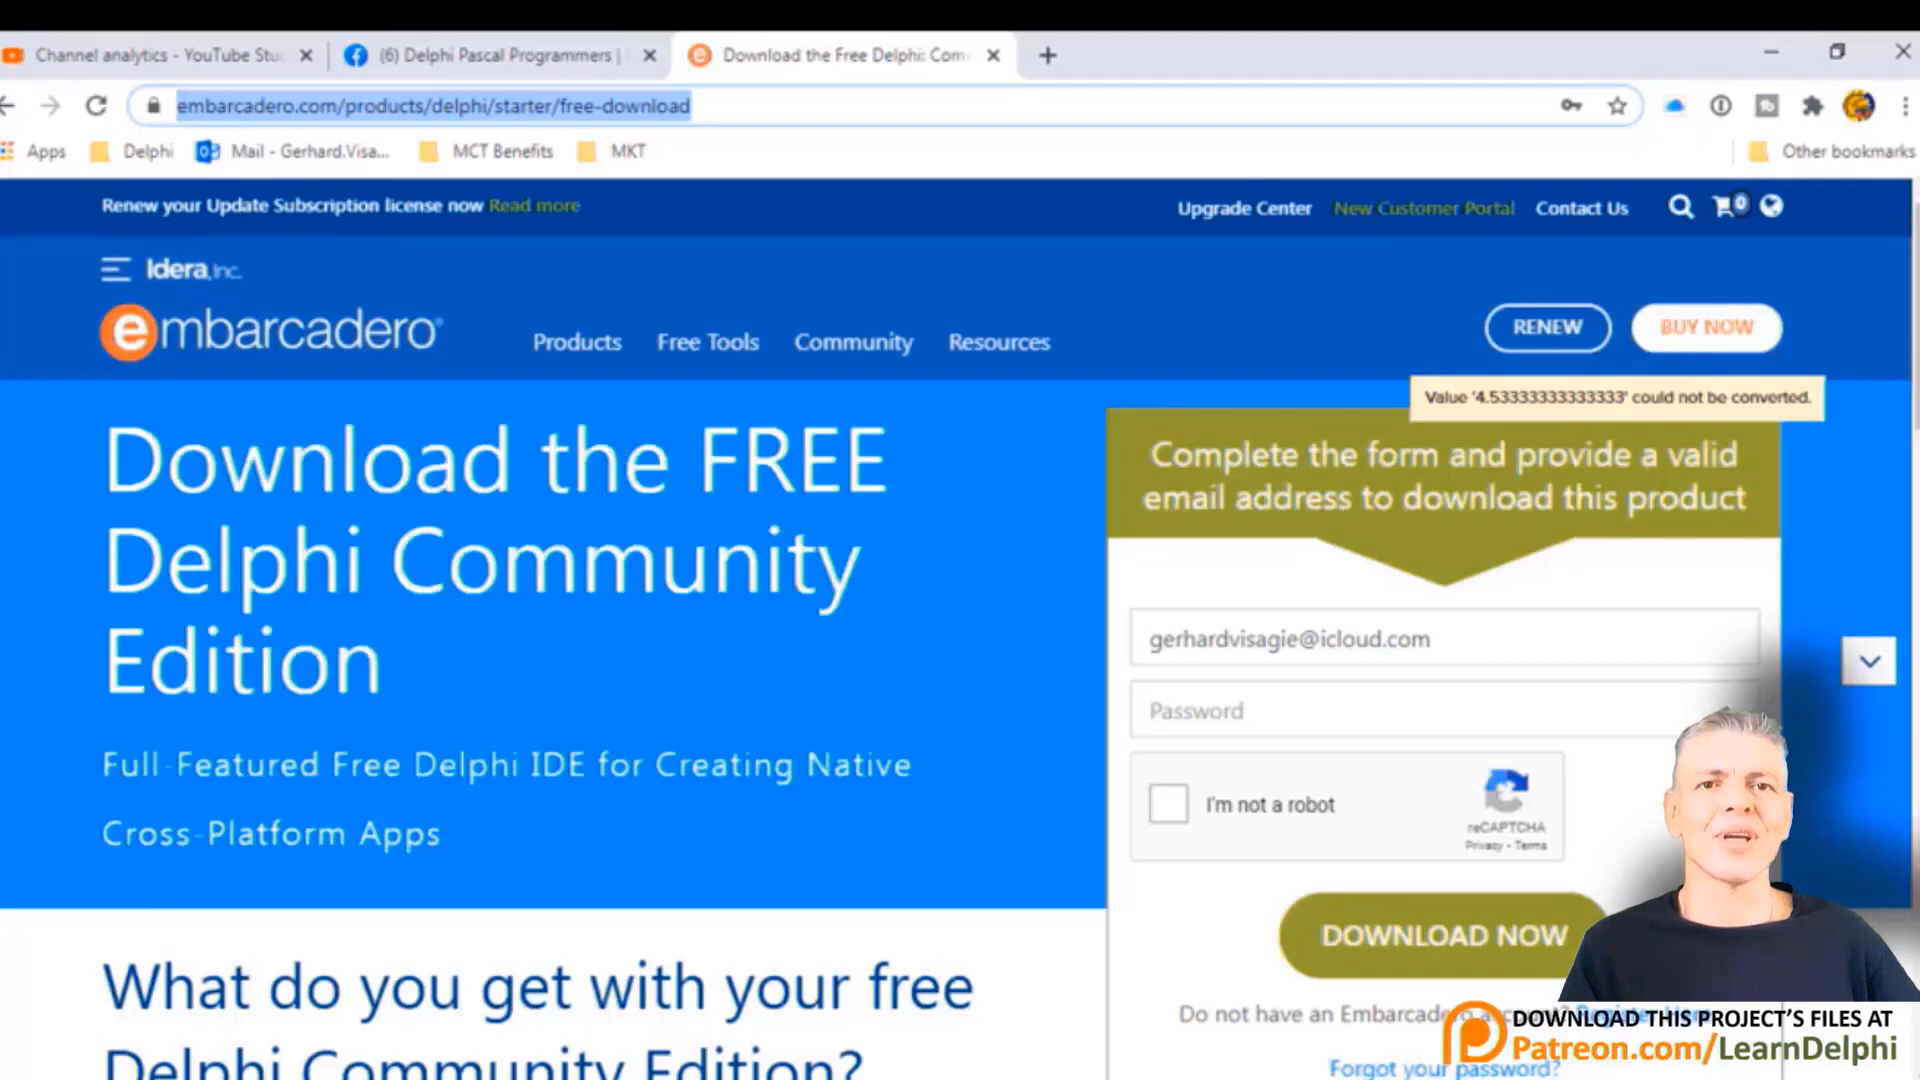 Channel analytics - YouTube Stu
(6) Delphi Pascal Programmers |
Download the Free Delphi Com
embarcadero.com/products/delphi/starter/free-download
Apps
Delphi
Mail - Gerhard.Visa...
MCT Benefits
MKT
Other bookmarks
Renew your Update Subscription license now Read more
Upgrade Center
New Customer Portal
Contact Us
0
Idera, Inc.
embarcadero®
Products
Free Tools
Community
Resources
RENEW
BUY NOW
Value '4.53333333333333' could not be converted.
Download the FREE
Delphi Community
Edition
Full-Featured Free Delphi IDE for Creating Native
Cross-Platform Apps
Complete the form and provide a valid
email address to download this product
gerhardvisagie@icloud.com
Password
I'm not a robot
reCAPTCHA
Privacy - Terms
DOWNLOAD NOW
Do not have an Embarcadero account?
Forgot your password?
What do you get with your free
Delphi Community Edition?
DOWNLOAD THIS PROJECT'S FILES AT
Patreon.com/LearnDelphi